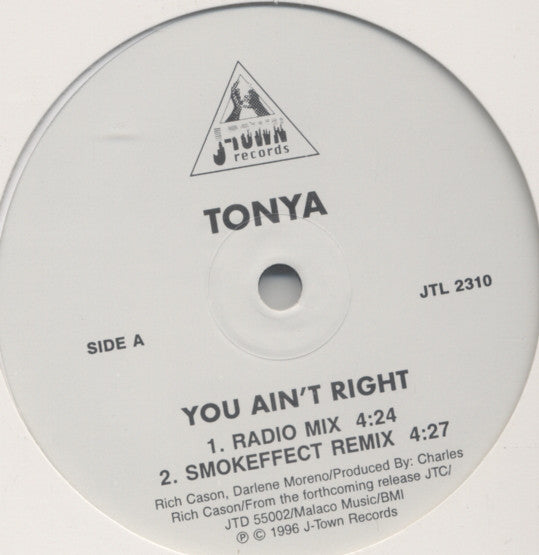 J-TOWN
records
TONYA
JTL 2310
SIDE A
YOU AIN'T RIGHT
1. RADIO MIX 4:24
2. SMOKEFFECT REMIX 4:27
Rich Cason, Darlene Moreno/Produced By: Charles
Rich Cason/From the forthcoming release JTC/
JTD 55002/Malaco Music/BMI
℗ © 1996 J-Town Records